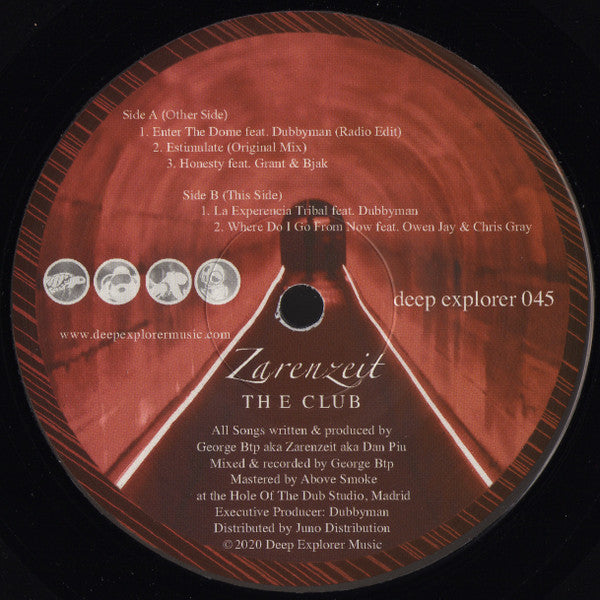 Side A (Other Side)
1. Enter The Dome feat. Dubbyman (Radio Edit)
2. Estimulate (Original Mix)
3. Honesty feat. Grant & Bjak
Side B (This Side)
1. La Experencia Tribal feat. Dubbyman
2. Where Do I Go From Now feat. Owen Jay & Chris Gray
deep explorer 045
www.deepexplorermusic.com
Zarenzeit
THE CLUB
All Songs written & produced by
George Btp aka Zarenzeit aka Dan Piu
Mixed & recorded by George Btp
Mastered by Above Smoke
at the Hole Of The Dub Studio, Madrid
Executive Producer: Dubbyman
Distributed by Juno Distribution
©2020 Deep Explorer Music